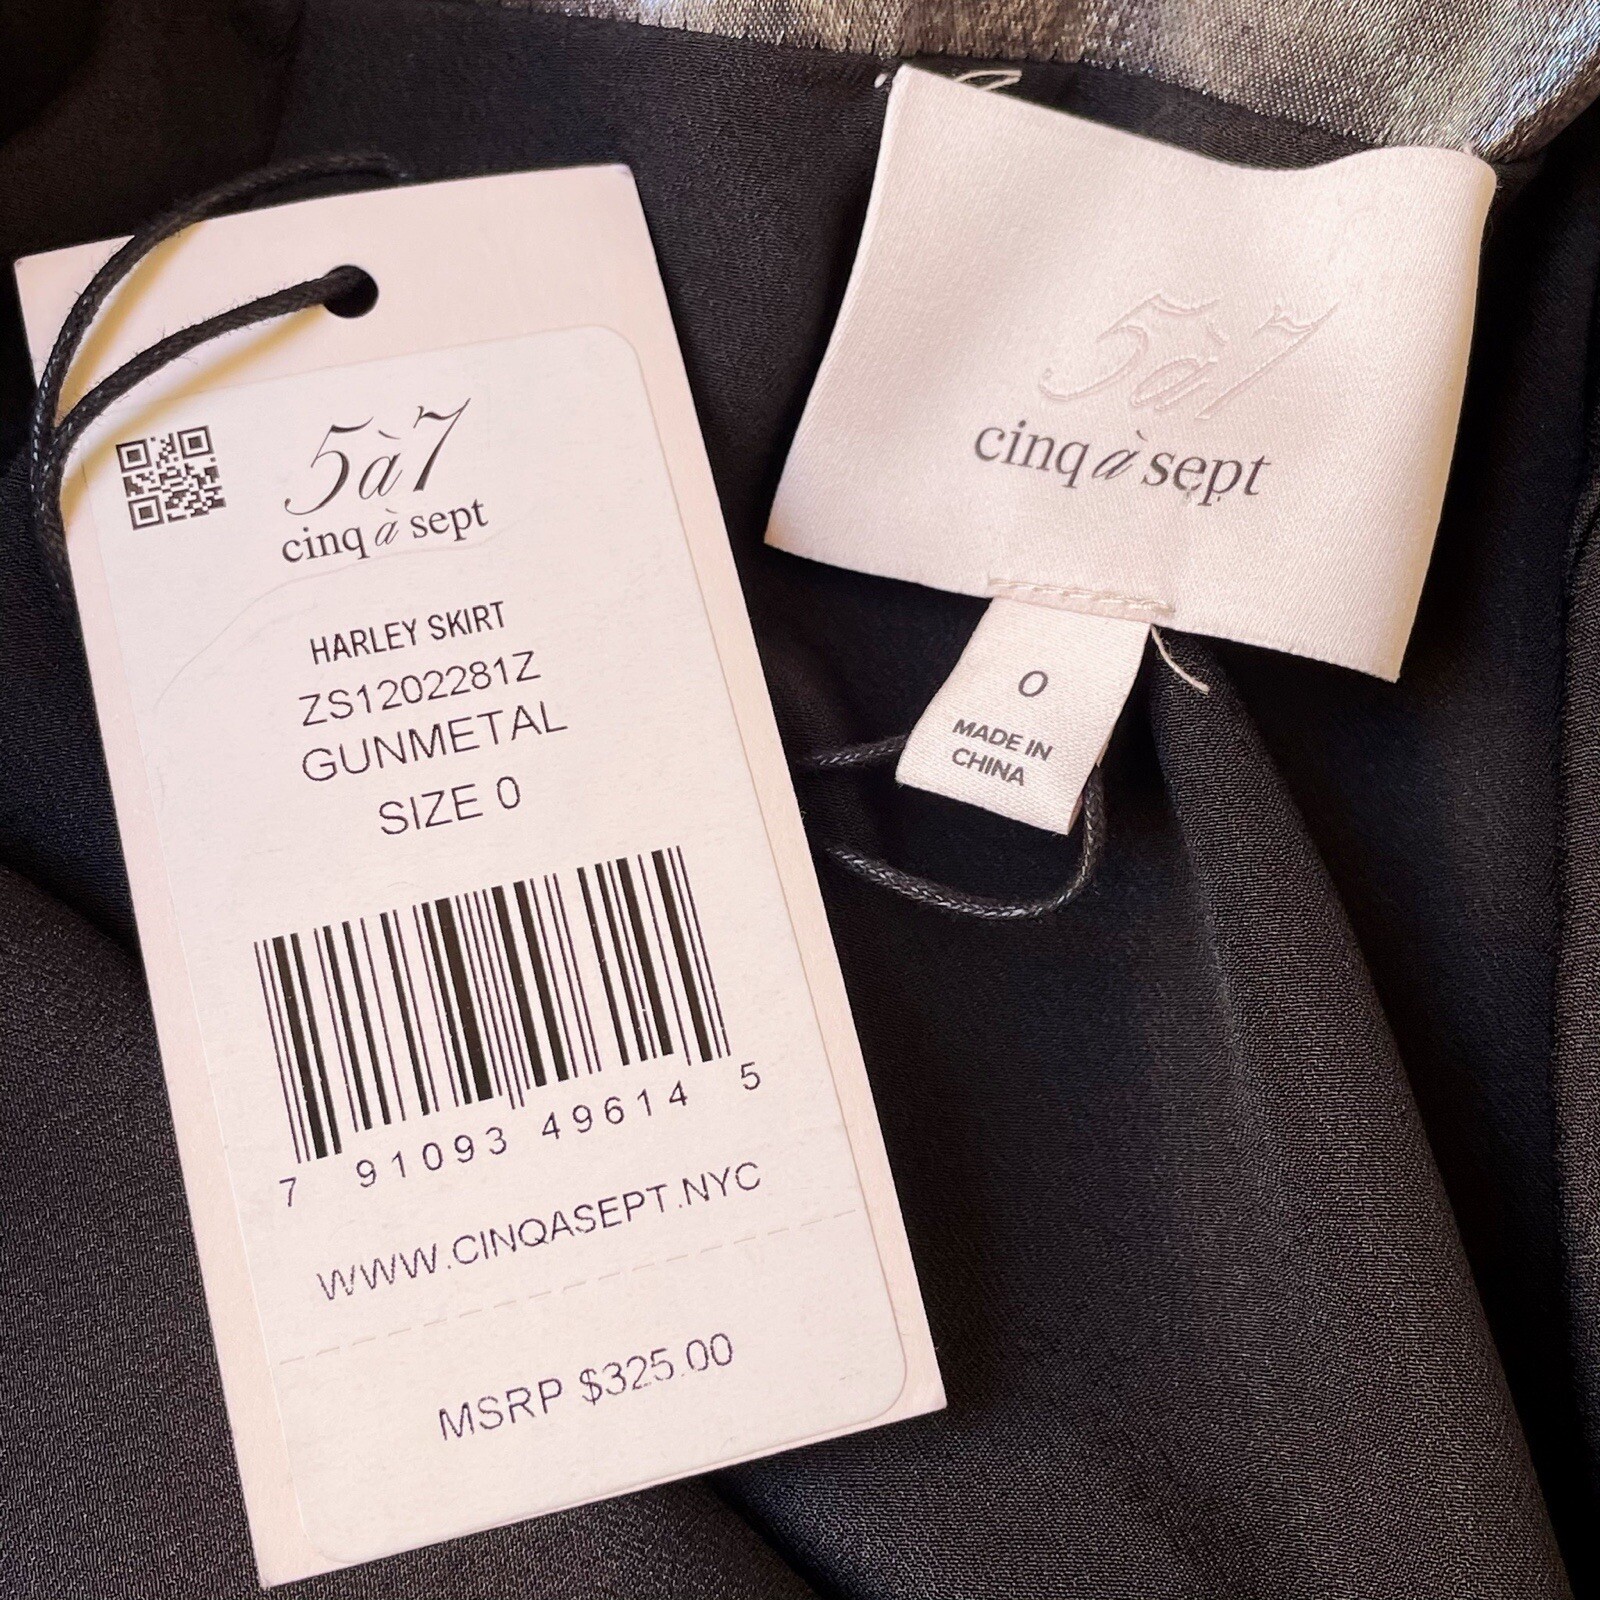 5à7
cinq à sept
HARLEY SKIRT
ZS1202281Z
GUNMETAL
SIZE 0
7 91093 49614 5
WWW.CINQASEPT.NYC
MSRP $325.00
5à7
cinq à sept
0
MADE IN
CHINA